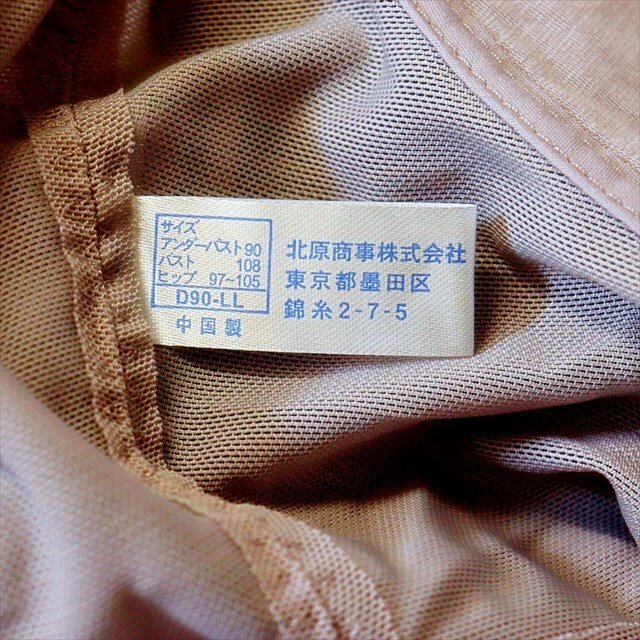 サイズ
アンダーバスト90
バスト 108
ヒップ 97~105
D90-LL
中国製
北原商事株式会社
東京都墨田区
錦糸2-7-5